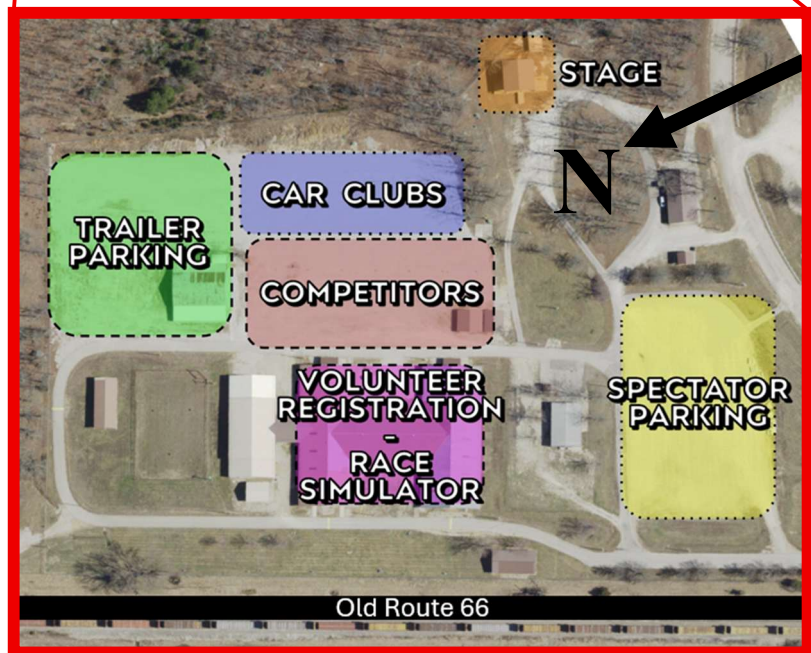 STAGE
N
CAR CLUBS
TRAILER
PARKING
COMPETITORS
VOLUNTEER
REGISTRATION
-
RACE
SIMULATOR
SPECTATOR
PARKING
Old Route 66